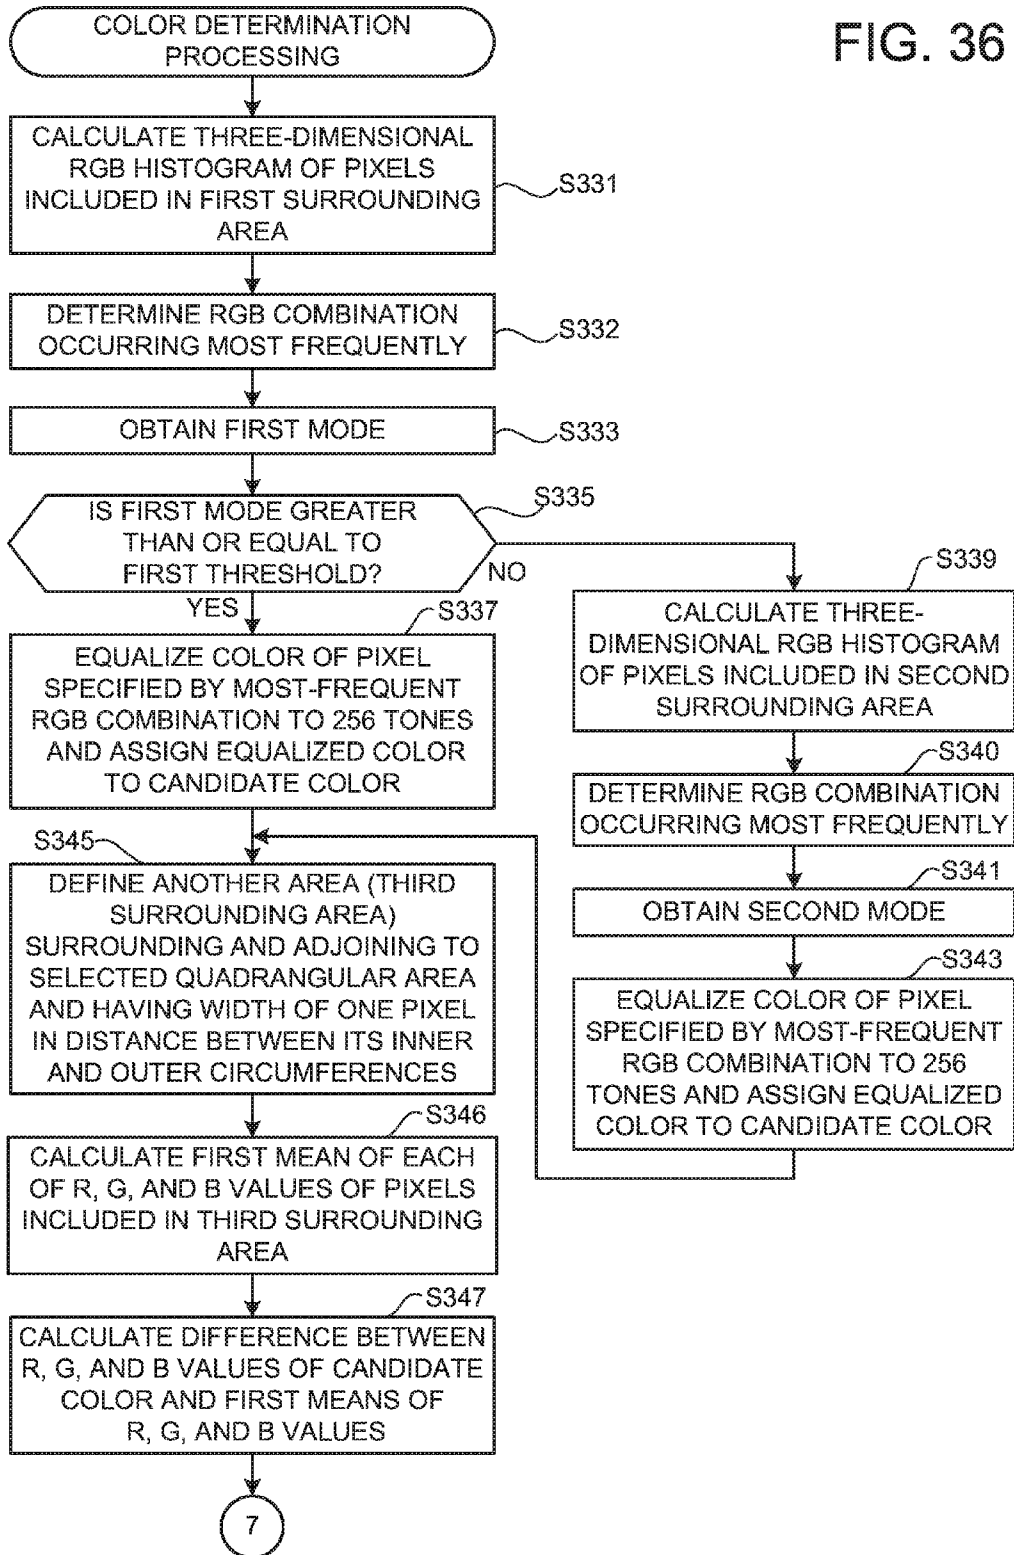 COLOR DETERMINATION
PROCESSING
FIG. 36
CALCULATE THREE-DIMENSIONAL
RGB HISTOGRAM OF PIXELS
INCLUDED IN FIRST SURROUNDING
AREA
S331
DETERMINE RGB COMBINATION
OCCURRING MOST FREQUENTLY
S332
OBTAIN FIRST MODE
S333
IS FIRST MODE GREATER
THAN OR EQUAL TO
FIRST THRESHOLD?
S335
NO
YES
S337
EQUALIZE COLOR OF PIXEL
SPECIFIED BY MOST-FREQUENT
RGB COMBINATION TO 256 TONES
AND ASSIGN EQUALIZED COLOR
TO CANDIDATE COLOR
S339
CALCULATE THREE-
DIMENSIONAL RGB HISTOGRAM
OF PIXELS INCLUDED IN SECOND
SURROUNDING AREA
S340
DETERMINE RGB COMBINATION
OCCURRING MOST FREQUENTLY
S341
OBTAIN SECOND MODE
S343
EQUALIZE COLOR OF PIXEL
SPECIFIED BY MOST-FREQUENT
RGB COMBINATION TO 256
TONES AND ASSIGN EQUALIZED
COLOR TO CANDIDATE COLOR
S345
DEFINE ANOTHER AREA (THIRD
SURROUNDING AREA)
SURROUNDING AND ADJOINING TO
SELECTED QUADRANGULAR AREA
AND HAVING WIDTH OF ONE PIXEL
IN DISTANCE BETWEEN ITS INNER
AND OUTER CIRCUMFERENCES
S346
CALCULATE FIRST MEAN OF EACH
OF R, G, AND B VALUES OF PIXELS
INCLUDED IN THIRD SURROUNDING
AREA
S347
CALCULATE DIFFERENCE BETWEEN
R, G, AND B VALUES OF CANDIDATE
COLOR AND FIRST MEANS OF
R, G, AND B VALUES
7